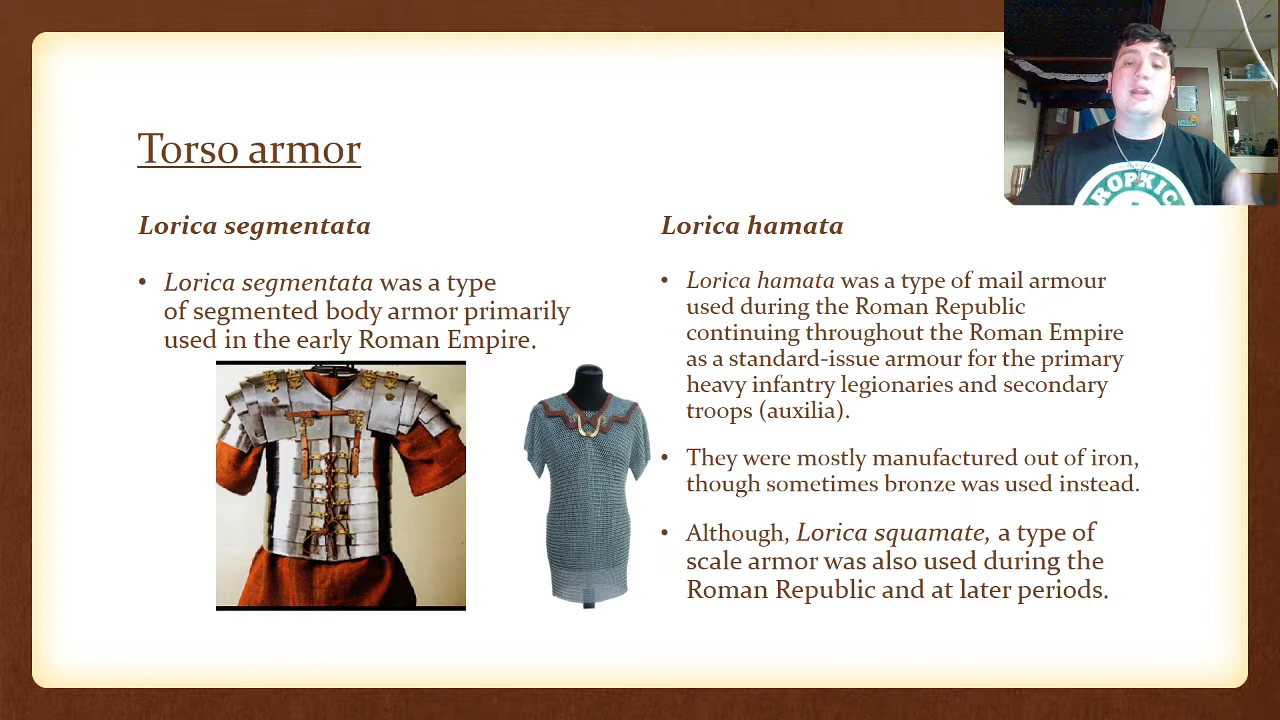 Torso armor
Lorica segmentata
• Lorica segmentata was a type
of segmented body armor primarily
used in the early Roman Empire.
Lorica hamata
• Lorica hamata was a type of mail armour
used during the Roman Republic
continuing throughout the Roman Empire
as a standard-issue armour for the primary
heavy infantry legionaries and secondary
troops (auxilia).
• They were mostly manufactured out of iron,
though sometimes bronze was used instead.
• Although, Lorica squamate, a type of
scale armor was also used during the
Roman Republic and at later periods.
ROPKIC